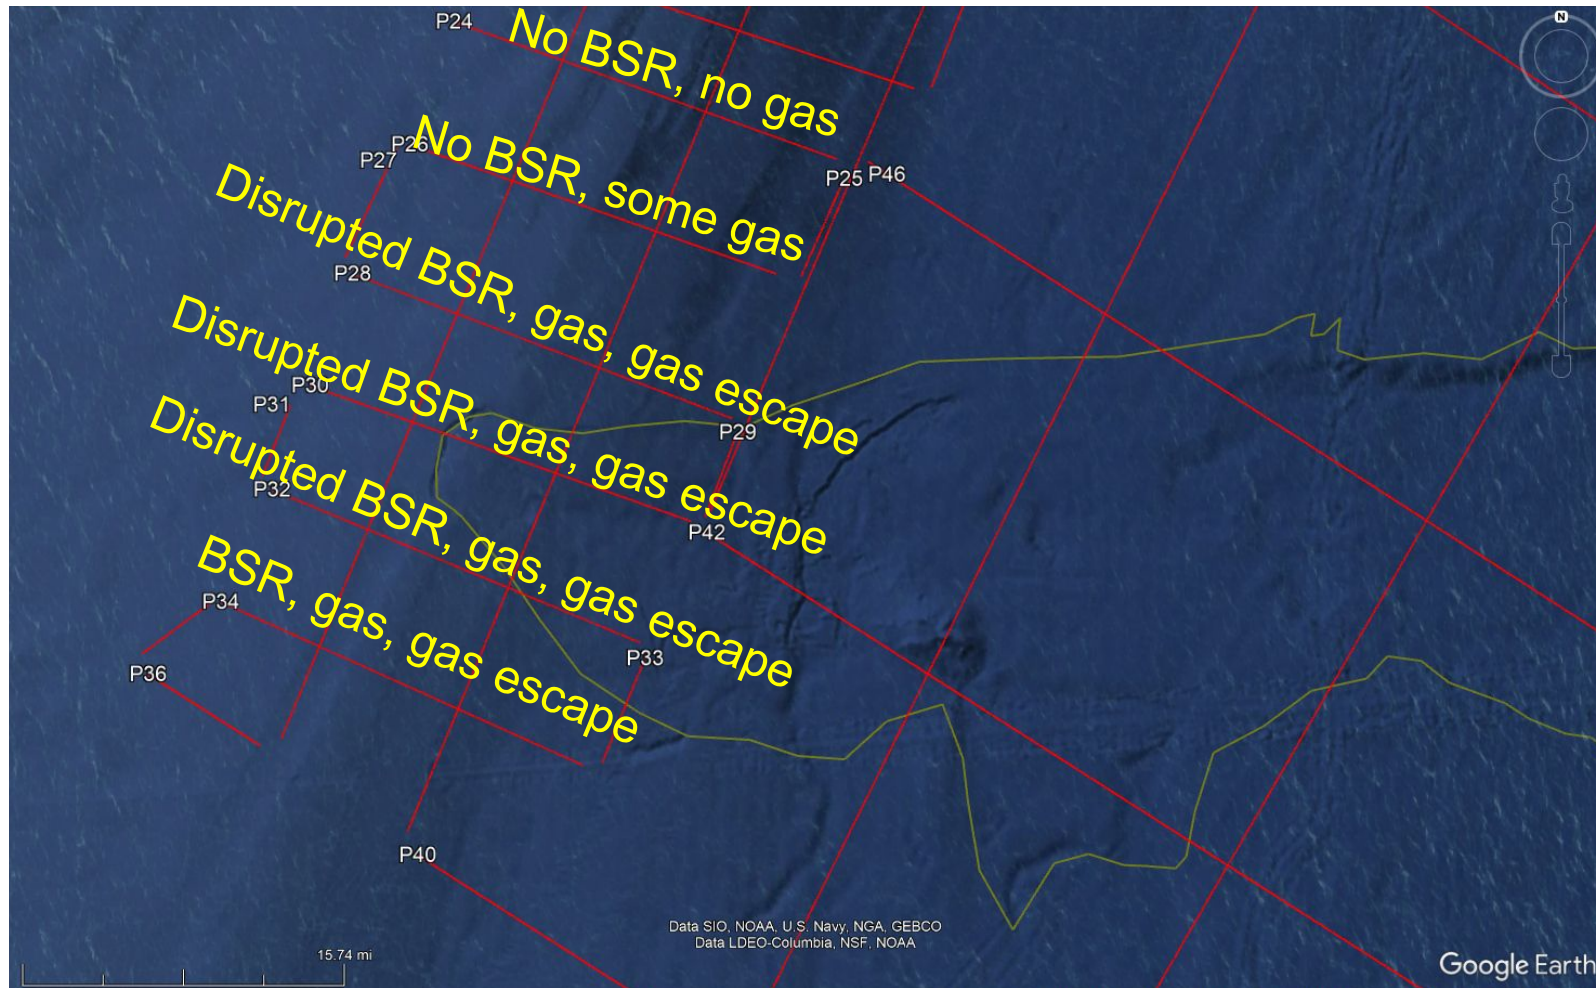 N
P24
No BSR, no gas
P26
P27
No BSR, some gas
P25
P46
Disrupted BSR, gas, gas escape
P28
P29
Disrupted BSR, gas, gas escape
P30
P31
P42
Disrupted BSR, gas, gas escape
P32
P33
BSR, gas, gas escape
P34
P36
P40
Data SIO, NOAA, U.S. Navy, NGA, GEBCO
Data LDEO-Columbia, NSF, NOAA
15.74 mi
Google Earth